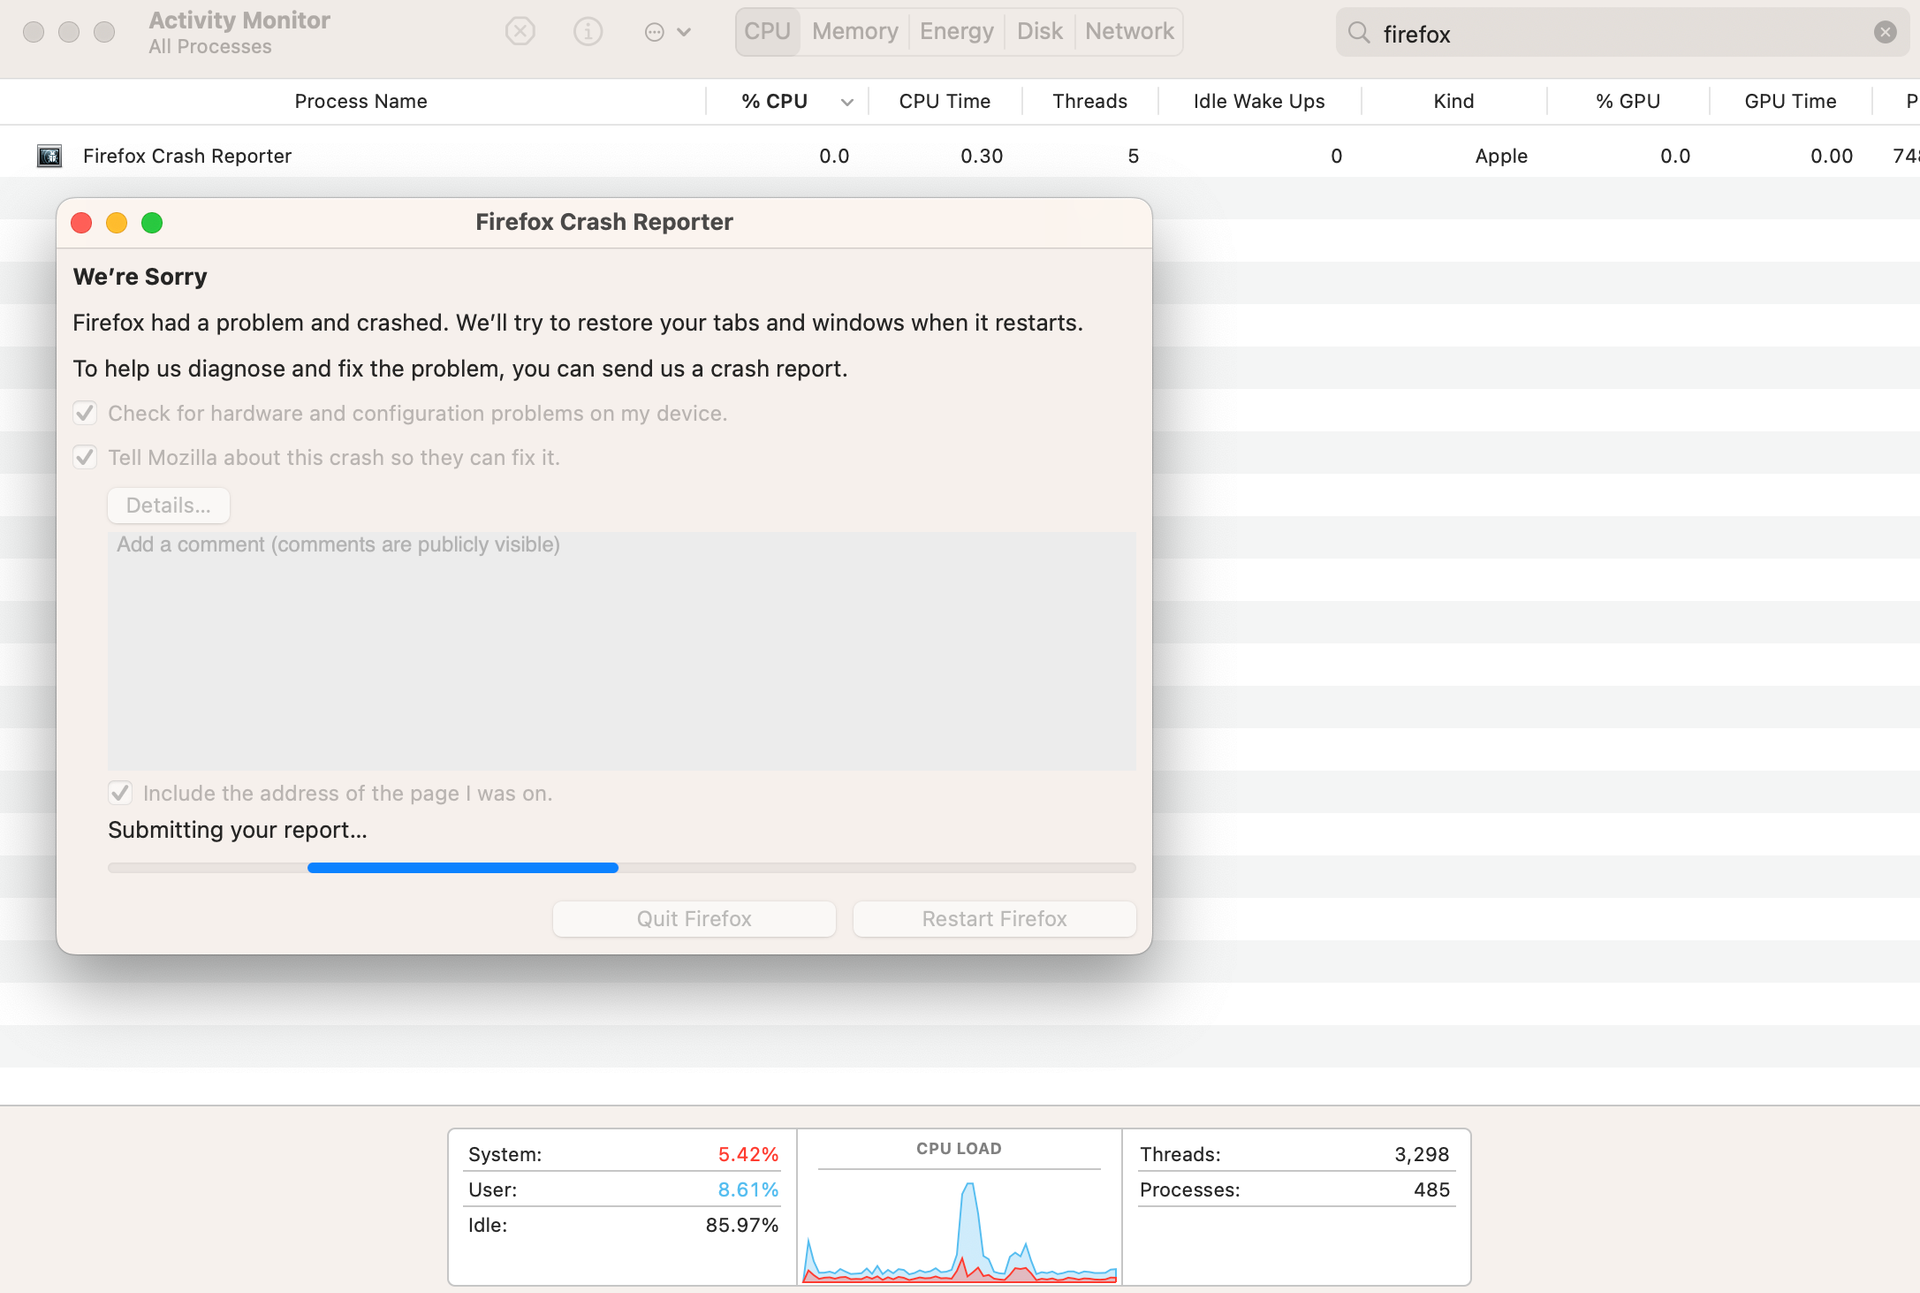 Activity Monitor
All Processes
CPU Memory Energy Disk Network
firefox
Process Name % CPU CPU Time Threads Idle Wake Ups Kind % GPU GPU Time P
Firefox Crash Reporter 0.0 0.30 5 0 Apple 0.0 0.00 748
Firefox Crash Reporter
We’re Sorry
Firefox had a problem and crashed. We’ll try to restore your tabs and windows when it restarts.
To help us diagnose and fix the problem, you can send us a crash report.
Check for hardware and configuration problems on my device.
Tell Mozilla about this crash so they can fix it.
Details…
Add a comment (comments are publicly visible)
Include the address of the page I was on.
Submitting your report…
Quit Firefox Restart Firefox
System: 5.42%
User: 8.61%
Idle: 85.97%
CPU LOAD
Threads: 3,298
Processes: 485